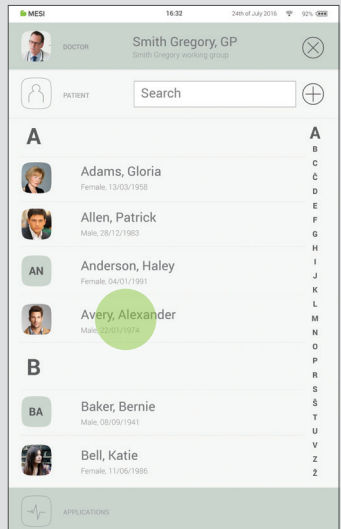 MESI 16:32 24th of July 2016 92%
DOCTOR Smith Gregory, GP
Smith Gregory working group
PATIENT Search
A
Adams, Gloria
Female, 13/03/1958
Allen, Patrick
Male, 28/12/1983
AN Anderson, Haley
Female, 04/01/1991
Avery, Alexander
Male, 22/01/1974
B
BA Baker, Bernie
Male, 08/09/1941
Bell, Katie
Female, 11/06/1986
A
B
C
Č
D
E
F
G
H
I
J
K
L
M
N
O
P
R
S
Š
T
U
V
Z
Ž
APPLICATIONS